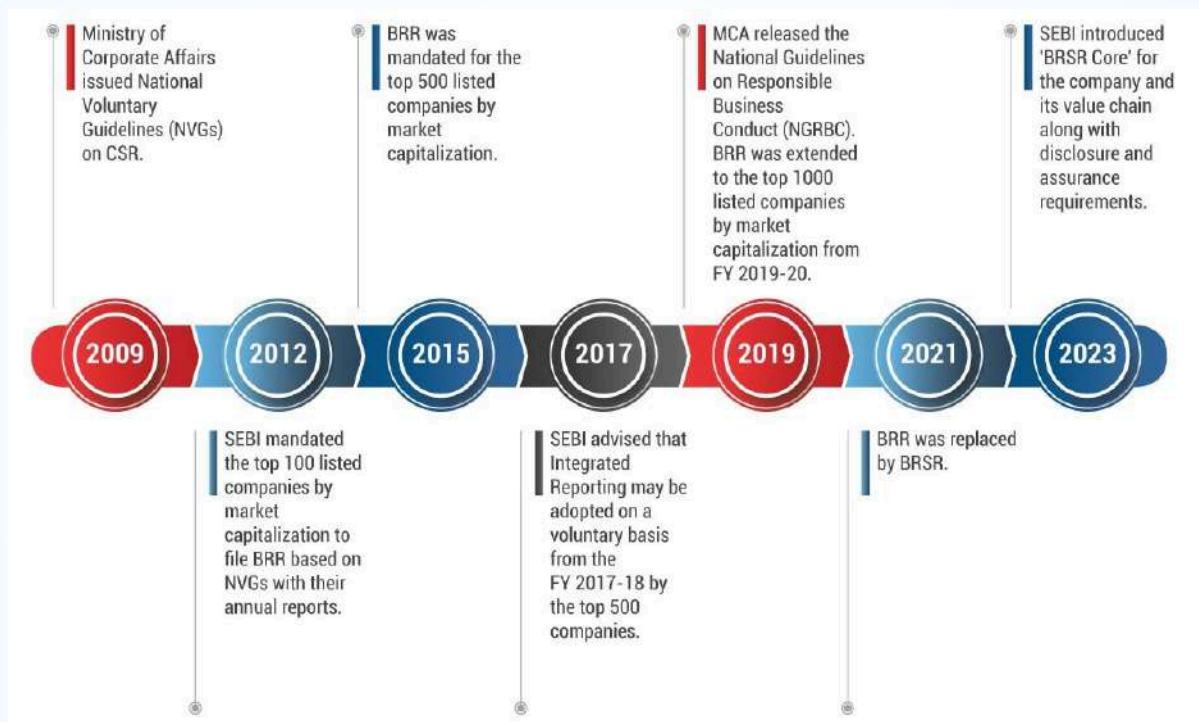 Ministry of
Corporate Affairs
issued National
Voluntary
Guidelines (NVGs)
on CSR.
BRR was
mandated for the
top 500 listed
companies by
market
capitalization.
MCA released the
National Guidelines
on Responsible
Business
Conduct (NGRBC).
BRR was extended
to the top 1000
listed companies
by market
capitalization from
FY 2019-20.
SEBI introduced
'BRSR Core' for
the company and
its value chain
along with
disclosure and
assurance
requirements.
2009
2012
2015
2017
2019
2021
2023
SEBI mandated
the top 100 listed
companies by
market
capitalization to
file BRR based on
NVGs with their
annual reports.
SEBI advised that
Integrated
Reporting may be
adopted on a
voluntary basis
from the
FY 2017-18 by
the top 500
companies.
BRR was replaced
by BRSR.